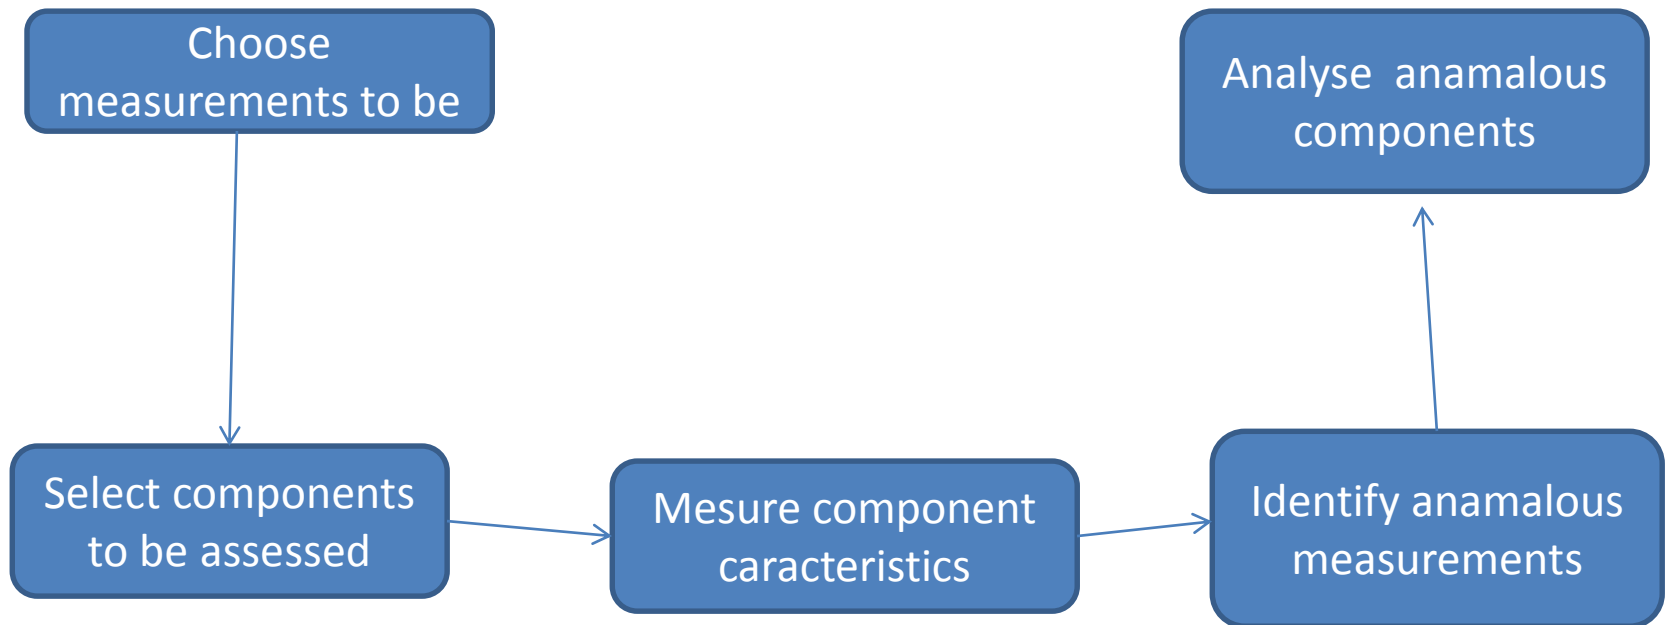 Choose
measurements to be
Select components
to be assessed
Mesure component
caracteristics
Identify anamalous
measurements
Analyse  anamalous
components